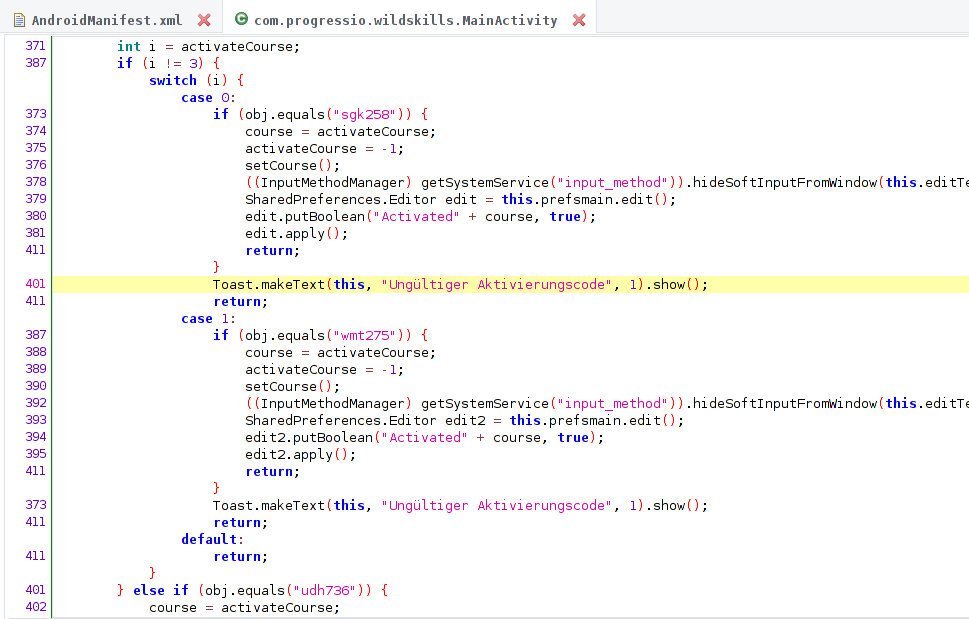 AndroidManifest.xml com.progressio.wildskills.MainActivity
371 int i = activateCourse;
387 if (i != 3) {
switch (i) {
case 0:
373 if (obj.equals("sgk258")) {
374 course = activateCourse;
375 activateCourse = -1;
376 setCourse();
378 ((InputMethodManager) getSystemService("input_method")).hideSoftInputFromWindow(this.editTe
379 SharedPreferences.Editor edit = this.prefsmain.edit();
380 edit.putBoolean("Activated" + course, true);
381 edit.apply();
411 return;
}
401 Toast.makeText(this, "Ungültiger Aktivierungscode", 1).show();
411 return;
case 1:
387 if (obj.equals("wmt275")) {
388 course = activateCourse;
389 activateCourse = -1;
390 setCourse();
392 ((InputMethodManager) getSystemService("input_method")).hideSoftInputFromWindow(this.editTe
393 SharedPreferences.Editor edit2 = this.prefsmain.edit();
394 edit2.putBoolean("Activated" + course, true);
395 edit2.apply();
411 return;
}
373 Toast.makeText(this, "Ungültiger Aktivierungscode", 1).show();
411 return;
default:
411 return;
}
401 } else if (obj.equals("udh736")) {
402 course = activateCourse;